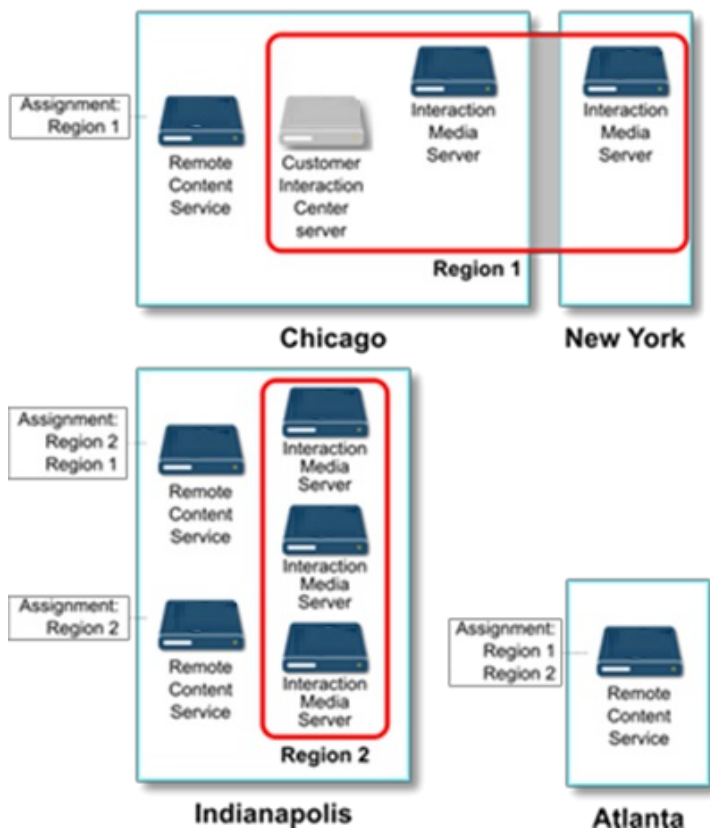 Assignment:
Region 1
Remote
Content
Service
Customer
Interaction
Center
server
Interaction
Media
Server
Interaction
Media
Server
Region 1
Chicago
New York
Assignment:
Region 2
Region 1
Remote
Content
Service
Interaction
Media
Server
Interaction
Media
Server
Assignment:
Region 2
Remote
Content
Service
Interaction
Media
Server
Region 2
Indianapolis
Assignment:
Region 1
Region 2
Remote
Content
Service
Atlanta